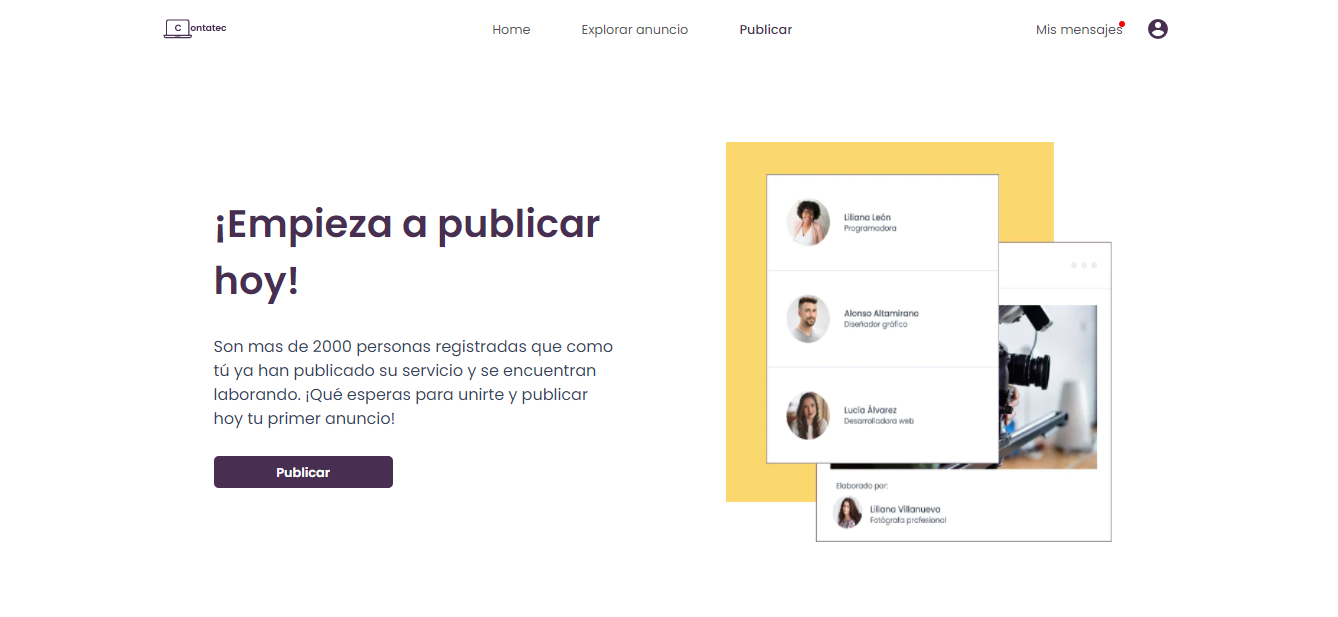 Contatec
Home
Explorar anuncio
Publicar
Mis mensajes
¡Empieza a publicar
hoy!
Son mas de 2000 personas registradas que como
tú ya han publicado su servicio y se encuentran
laborando. ¡Qué esperas para unirte y publicar
hoy tu primer anuncio!
Publicar
Liliana León
Programadora
Alonso Altamirano
Diseñador gráfico
Lucía Álvarez
Desarrolladora web
Elaborado por:
Liliana Villanueva
Fotógrafa profesional